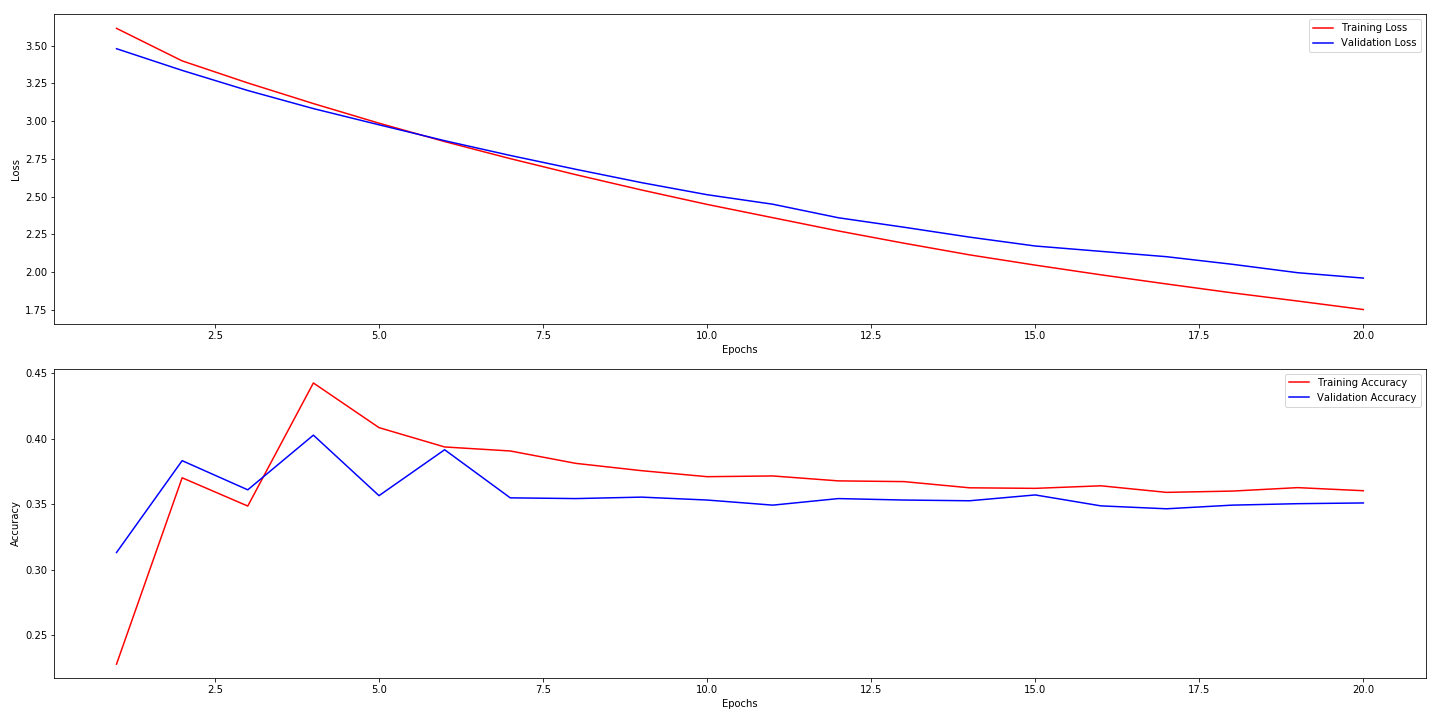 Training Loss
Validation Loss
3.50
3.25
3.00
2.75
2.50
2.25
2.00
1.75
Loss
2.5 5.0 7.5 10.0 12.5 15.0 17.5 20.0
Epochs
Training Accuracy
Validation Accuracy
0.45
0.40
0.35
0.30
0.25
Accuracy
2.5 5.0 7.5 10.0 12.5 15.0 17.5 20.0
Epochs